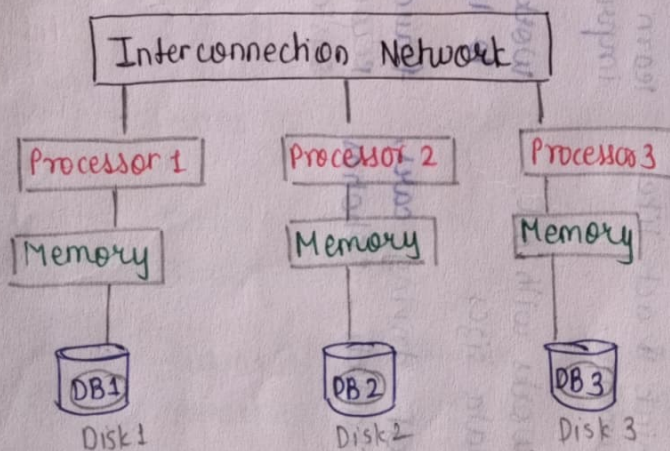 Interconnection Network
Processor 1 Processor 2 Processor 3
Memory Memory Memory
DB1 DB2 DB3
Disk1 Disk2 Disk 3